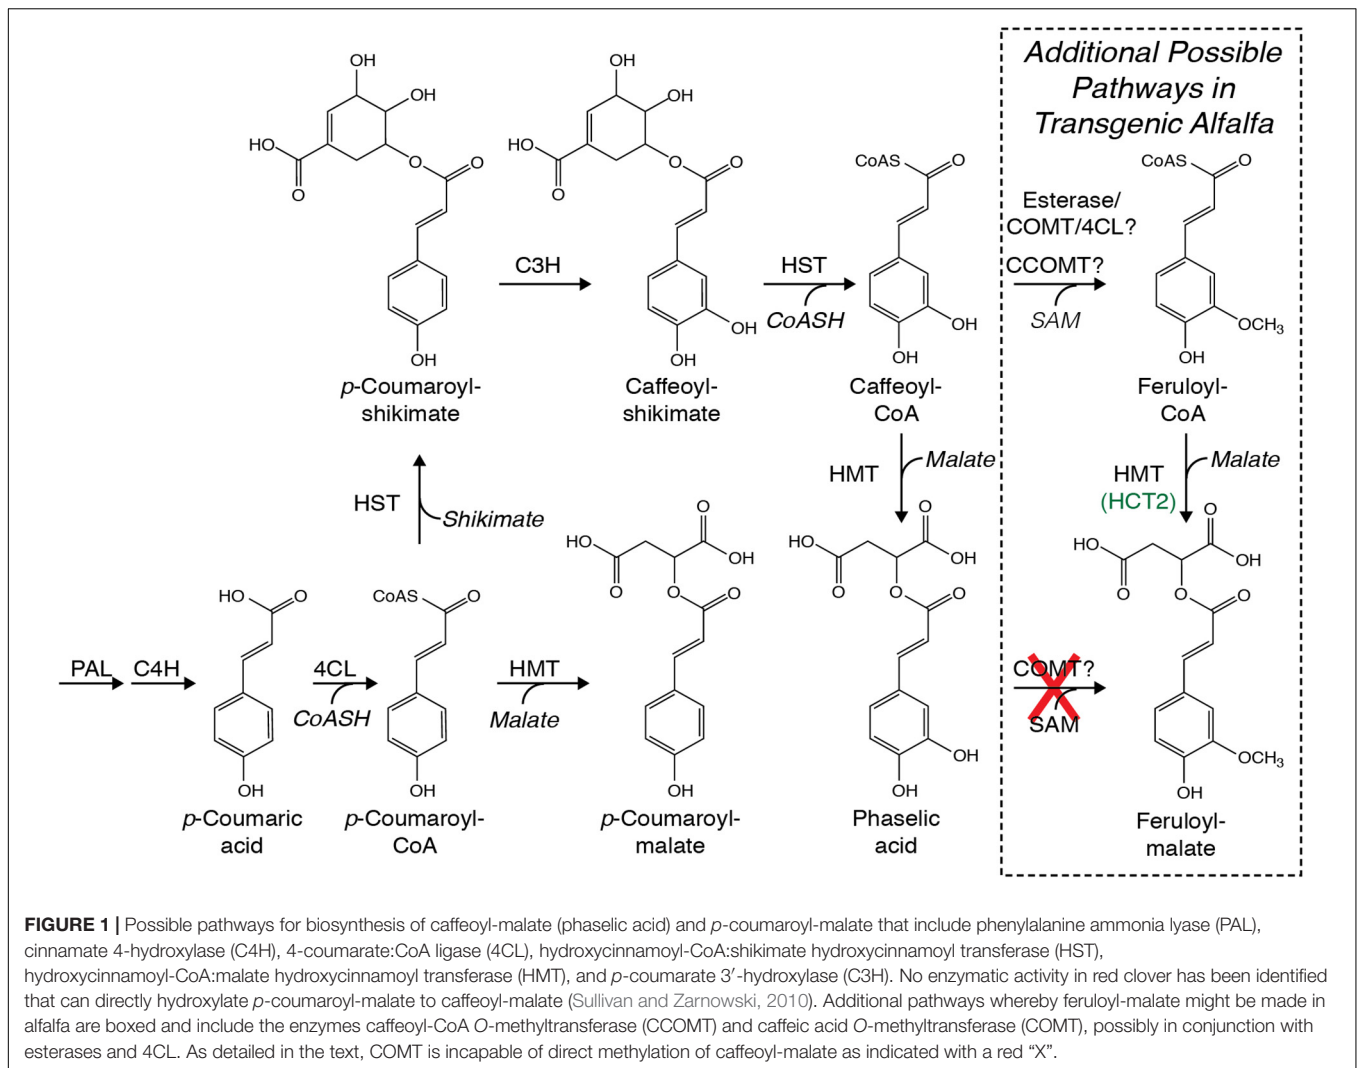 Additional Possible
Pathways in
Transgenic Alfalfa
OH
OH
HO
O
O
O
OH
p-Coumaroyl-
shikimate
C3H
OH
OH
HO
O
O
O
OH
OH
Caffeoyl-
shikimate
HST
CoASH
CoAS
O
OH
OH
Caffeoyl-
CoA
Esterase/
COMT/4CL?
CCOMT?
SAM
CoAS
O
OCH3
OH
Feruloyl-
CoA
HST
Shikimate
HMT
Malate
HMT
(HCT2)
Malate
PAL
C4H
HO
O
OH
p-Coumaric
acid
4CL
CoASH
CoAS
O
OH
p-Coumaroyl-
CoA
HMT
Malate
HO
O
O
OH
O
O
OH
p-Coumaroyl-
malate
HO
O
O
OH
O
O
OH
OH
Phaselic
acid
COMT?
SAM
HO
O
O
OH
O
O
OCH3
OH
Feruloyl-
malate
FIGURE 1 | Possible pathways for biosynthesis of caffeoyl-malate (phaselic acid) and p-coumaroyl-malate that include phenylalanine ammonia lyase (PAL),
cinnamate 4-hydroxylase (C4H), 4-coumarate:CoA ligase (4CL), hydroxycinnamoyl-CoA:shikimate hydroxycinnamoyl transferase (HST),
hydroxycinnamoyl-CoA:malate hydroxycinnamoyl transferase (HMT), and p-coumarate 3′-hydroxylase (C3H). No enzymatic activity in red clover has been identified
that can directly hydroxylate p-coumaroyl-malate to caffeoyl-malate (Sullivan and Zarnowski, 2010). Additional pathways whereby feruloyl-malate might be made in
alfalfa are boxed and include the enzymes caffeoyl-CoA O-methyltransferase (CCOMT) and caffeic acid O-methyltransferase (COMT), possibly in conjunction with
esterases and 4CL. As detailed in the text, COMT is incapable of direct methylation of caffeoyl-malate as indicated with a red “X”.